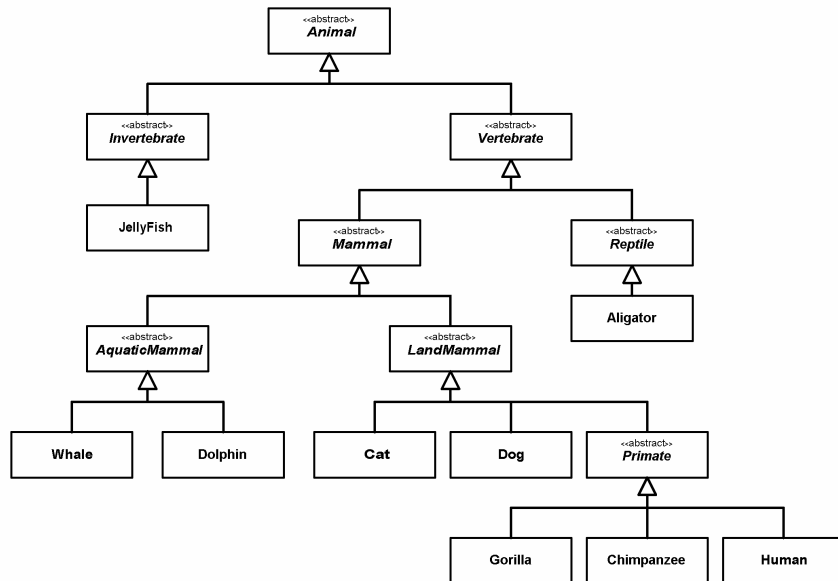 <<abstract>>
Animal
<<abstract>>
Invertebrate
<<abstract>>
Vertebrate
JellyFish
<<abstract>>
Mammal
<<abstract>>
Reptile
Aligator
<<abstract>>
AquaticMammal
<<abstract>>
LandMammal
Whale
Dolphin
Cat
Dog
<<abstract>>
Primate
Gorilla
Chimpanzee
Human